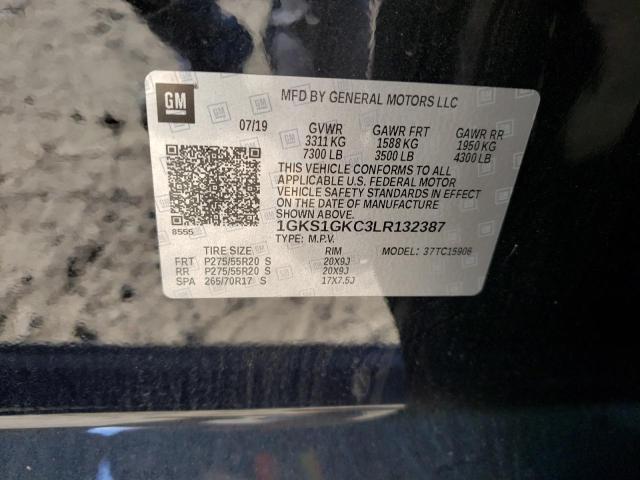 GM
MFD BY GENERAL MOTORS LLC
07/19 GVWR GAWR FRT GAWR RR
3311 KG 1588 KG 1950 KG
7300 LB 3500 LB 4300 LB
THIS VEHICLE CONFORMS TO ALL
APPLICABLE U.S. FEDERAL MOTOR
VEHICLE SAFETY STANDARDS IN EFFECT
ON THE DATE OF MANUFACTURE
SHOWN ABOVE.
8555
1GKS1GKC3LR132387
TYPE: M.P.V. MODEL: 37TC15906
TIRE SIZE RIM
FRT P275/55R20 S 20X9J
RR P275/55R20 S 20X9J
SPA 265/70R17 S 17X7.5J